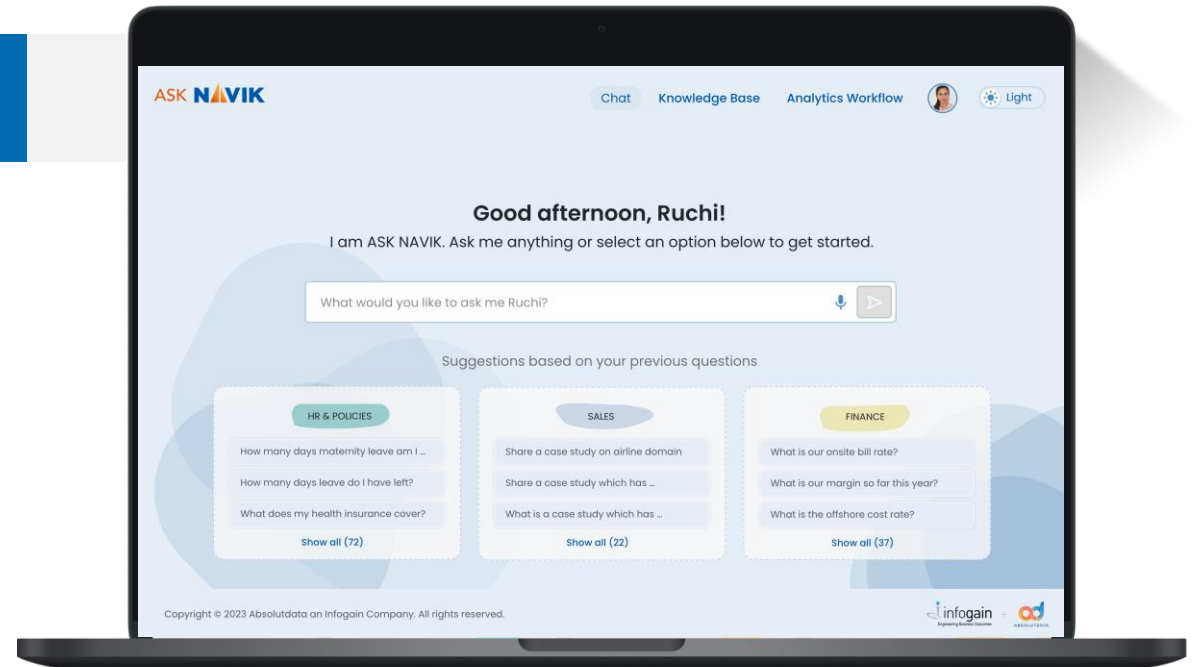 ASK NAVIK
Chat
Knowledge Base
Analytics Workflow
Light
Good afternoon, Ruchi!
I am ASK NAVIK. Ask me anything or select an option below to get started.
What would you like to ask me Ruchi?
Suggestions based on your previous questions
HR & POLICIES
How many days maternity leave am I ...
How many days leave do I have left?
What does my health insurance cover?
Show all (72)
SALES
Share a case study on airline domain
Share a case study which has ...
What is a case study which has ...
Show all (22)
FINANCE
What is our onsite bill rate?
What is our margin so far this year?
What is the offshore cost rate?
Show all (37)
Copyright © 2023 Absolutdata an Infogain Company. All rights reserved.
infogain
Engineering Business Outcomes
+
ABSOLUTDATA